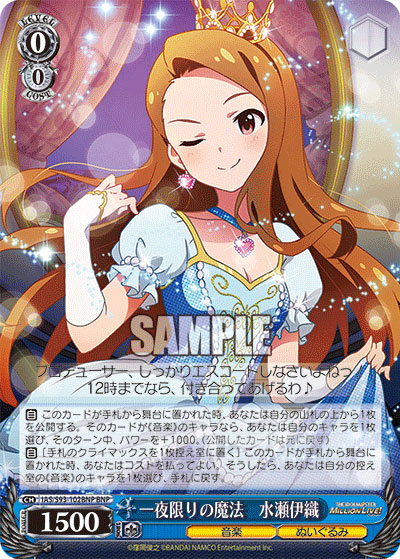 LEVEL
0
0
COST
SAMPLE
プロデューサー、しっかりエスコートしなさいよねっ
12時までなら、付き合ってあげるわ♪
自 このカードが手札から舞台に置かれた時、あなたは自分の山札の上から1枚
を公開する。そのカードが《音楽》のキャラなら、あなたは自分のキャラを1枚
選び、そのターン中、パワーを+1000。(公開したカードは元に戻す)
自 [手札のクライマックスを1枚控え室に置く] このカードがアタックした
時、あなたはコストを払ってよい。そうしたら、あなたは自分の控え
室の《音楽》のキャラを1枚選び、手札に戻す。
CH IAS/S93-102BNP BNP
1500
一夜限りの魔法 水瀬伊織
THE IDOLM@STER
MILLION LIVE!
音楽
ぬいぐるみ
©窪岡俊之 ©BANDAI NAMCO Entertainment Inc.